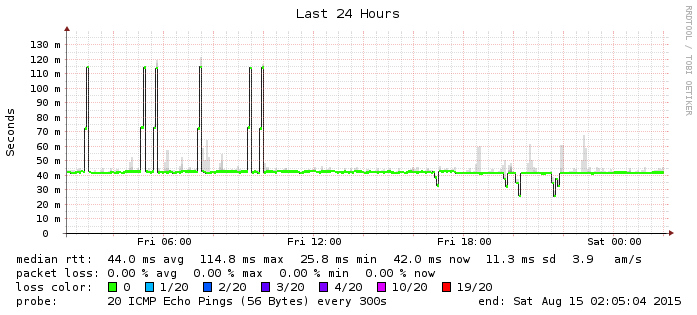 Last 24 Hours
RRDTOOL / TOBI OETIKER
Seconds
130 m
120 m
110 m
100 m
90 m
80 m
70 m
60 m
50 m
40 m
30 m
20 m
10 m
0
Fri 06:00 Fri 12:00 Fri 18:00 Sat 00:00
median rtt: 44.0 ms avg 114.8 ms max 25.8 ms min 42.0 ms now 11.3 ms sd 3.9 am/s
packet loss: 0.00 % avg 0.00 % max 0.00 % min 0.00 % now
loss color: 0 1/20 2/20 3/20 4/20 10/20 19/20
probe: 20 ICMP Echo Pings (56 Bytes) every 300s end: Sat Aug 15 02:05:04 2015